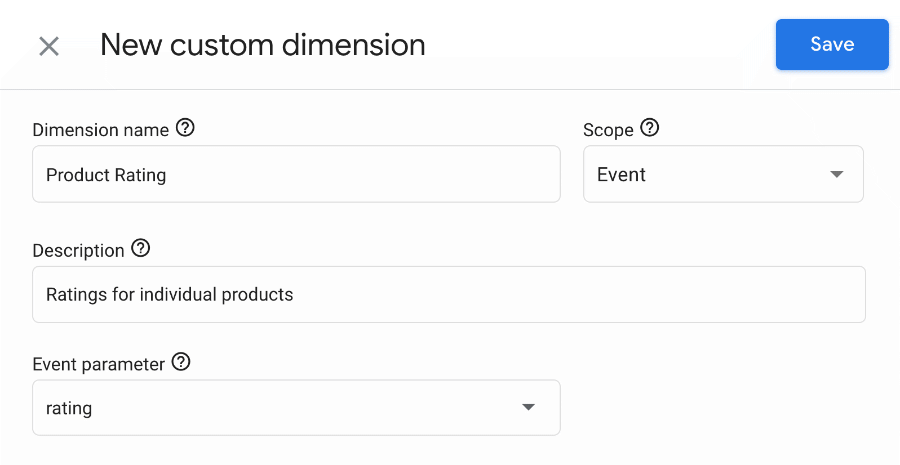 New custom dimension
Save
Dimension name
Scope
Product Rating
Event
Description
Ratings for individual products
Event parameter
rating